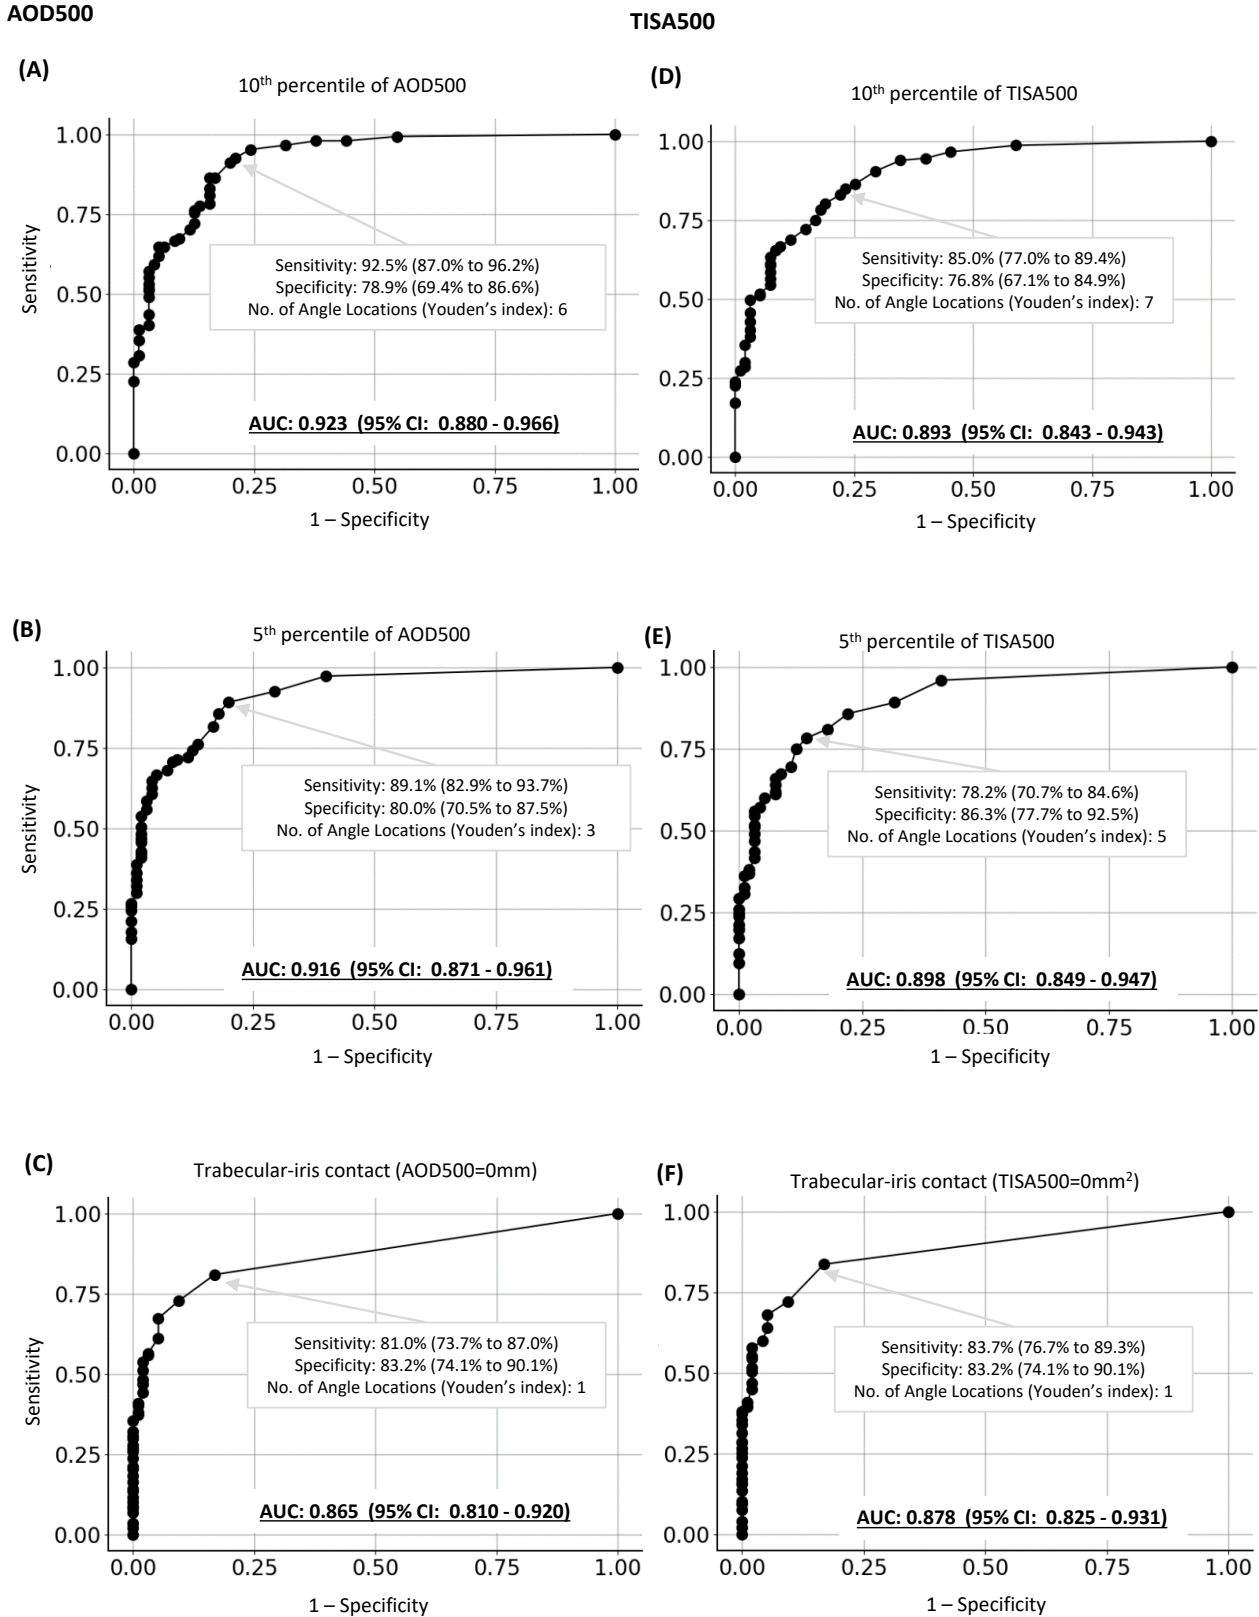 AOD500
TISA500
(A)
10th percentile of AOD500
1.00
0.75
0.50
0.25
0.00
Sensitivity
Sensitivity: 92.5% (87.0% to 96.2%)
Specificity: 78.9% (69.4% to 86.6%)
No. of Angle Locations (Youden’s index): 6
AUC: 0.923 (95% CI: 0.880 - 0.966)
0.00 0.25 0.50 0.75 1.00
1 – Specificity
(D)
10th percentile of TISA500
1.00
0.75
0.50
0.25
0.00
Sensitivity: 85.0% (77.0% to 89.4%)
Specificity: 76.8% (67.1% to 84.9%)
No. of Angle Locations (Youden’s index): 7
AUC: 0.893 (95% CI: 0.843 - 0.943)
0.00 0.25 0.50 0.75 1.00
1 – Specificity
(B)
5th percentile of AOD500
1.00
0.75
0.50
0.25
0.00
Sensitivity
Sensitivity: 89.1% (82.9% to 93.7%)
Specificity: 80.0% (70.5% to 87.5%)
No. of Angle Locations (Youden’s index): 3
AUC: 0.916 (95% CI: 0.871 - 0.961)
0.00 0.25 0.50 0.75 1.00
1 – Specificity
(E)
5th percentile of TISA500
1.00
0.75
0.50
0.25
0.00
Sensitivity: 78.2% (70.7% to 84.6%)
Specificity: 86.3% (77.7% to 92.5%)
No. of Angle Locations (Youden’s index): 5
AUC: 0.898 (95% CI: 0.849 - 0.947)
0.00 0.25 0.50 0.75 1.00
1 – Specificity
(C)
Trabecular-iris contact (AOD500=0mm)
1.00
0.75
0.50
0.25
0.00
Sensitivity
Sensitivity: 81.0% (73.7% to 87.0%)
Specificity: 83.2% (74.1% to 90.1%)
No. of Angle Locations (Youden’s index): 1
AUC: 0.865 (95% CI: 0.810 - 0.920)
0.00 0.25 0.50 0.75 1.00
1 – Specificity
(F)
Trabecular-iris contact (TISA500=0mm²)
1.00
0.75
0.50
0.25
0.00
Sensitivity: 83.7% (76.7% to 89.3%)
Specificity: 83.2% (74.1% to 90.1%)
No. of Angle Locations (Youden’s index): 1
AUC: 0.878 (95% CI: 0.825 - 0.931)
0.00 0.25 0.50 0.75 1.00
1 – Specificity